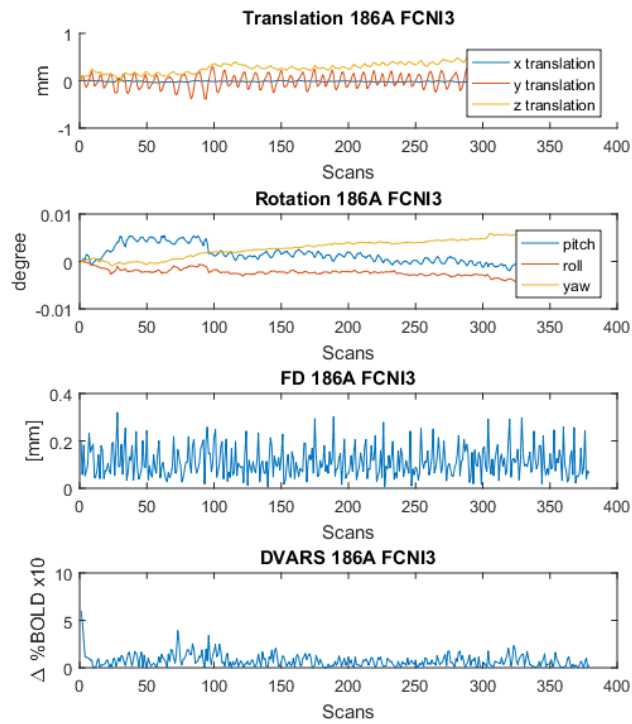 Translation 186A FCNI3
1
0
-1
mm
x translation
y translation
z translation
0 50 100 150 200 250 300 350 400
Scans
Rotation 186A FCNI3
0.01
0
-0.01
degree
pitch
roll
yaw
0 50 100 150 200 250 300 350 400
Scans
FD 186A FCNI3
0.4
0.2
0
[mm]
0 50 100 150 200 250 300 350 400
Scans
DVARS 186A FCNI3
10
5
0
Δ %BOLD x10
0 50 100 150 200 250 300 350 400
Scans